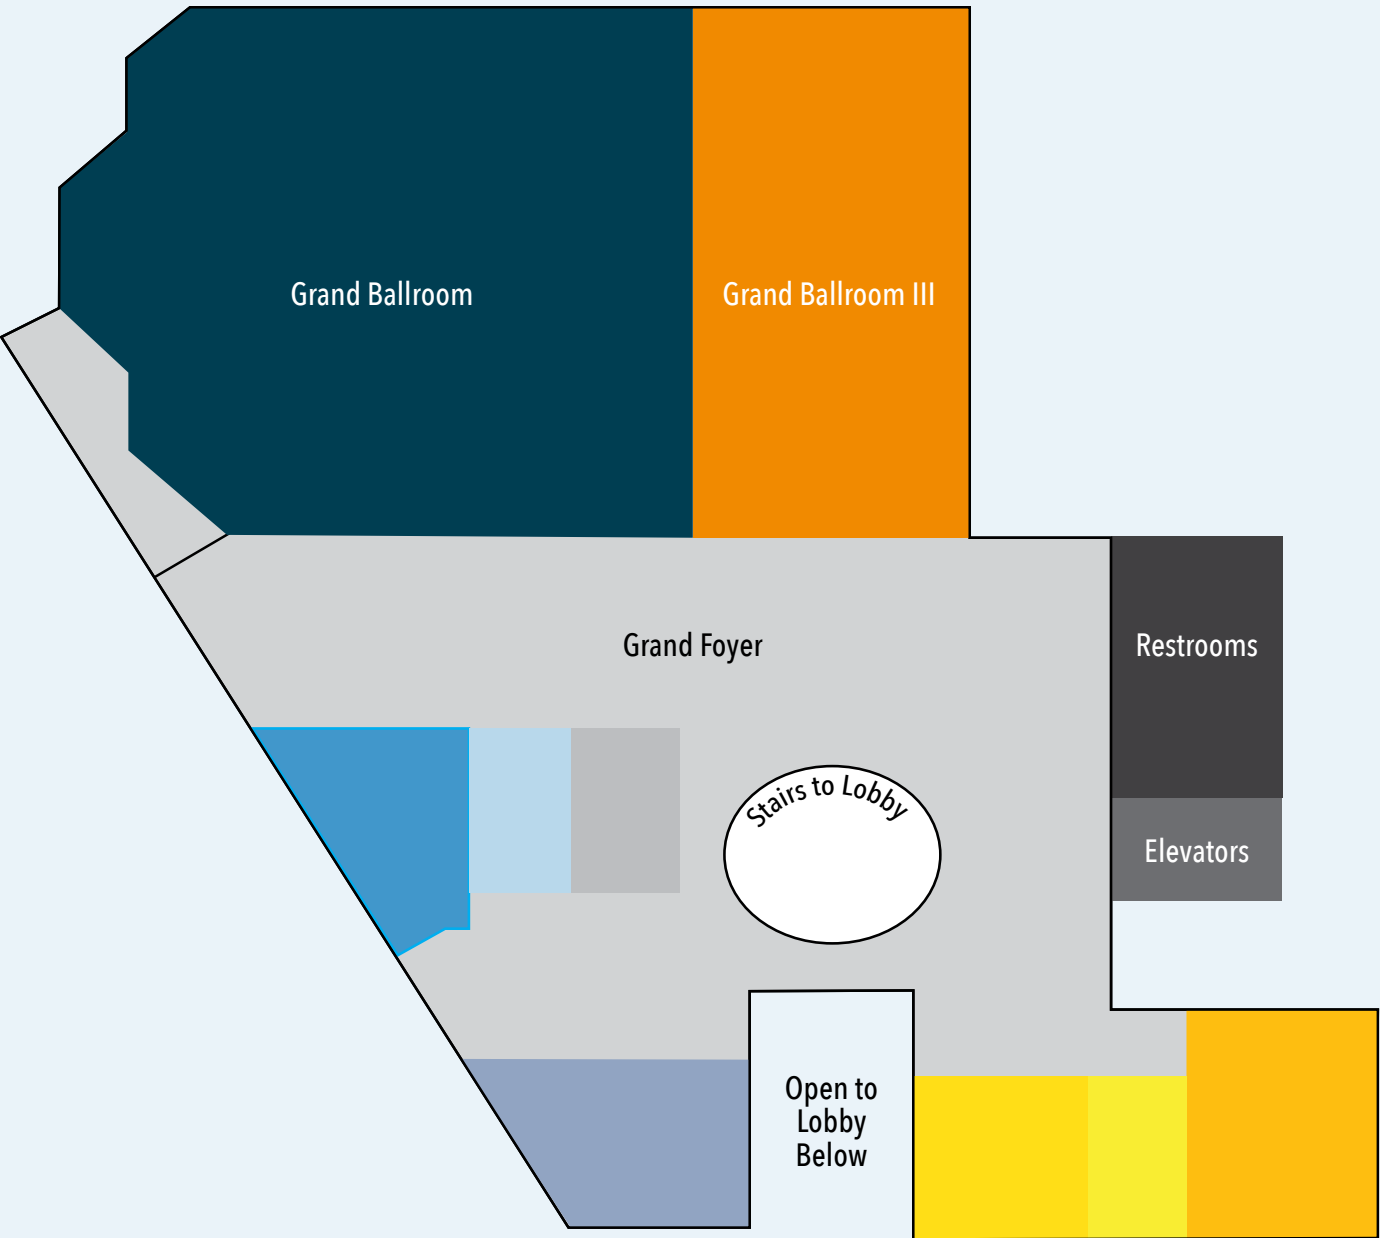 Grand Ballroom
Grand Ballroom III
Grand Foyer
Restrooms
Stairs to Lobby
Elevators
Open to
Lobby
Below